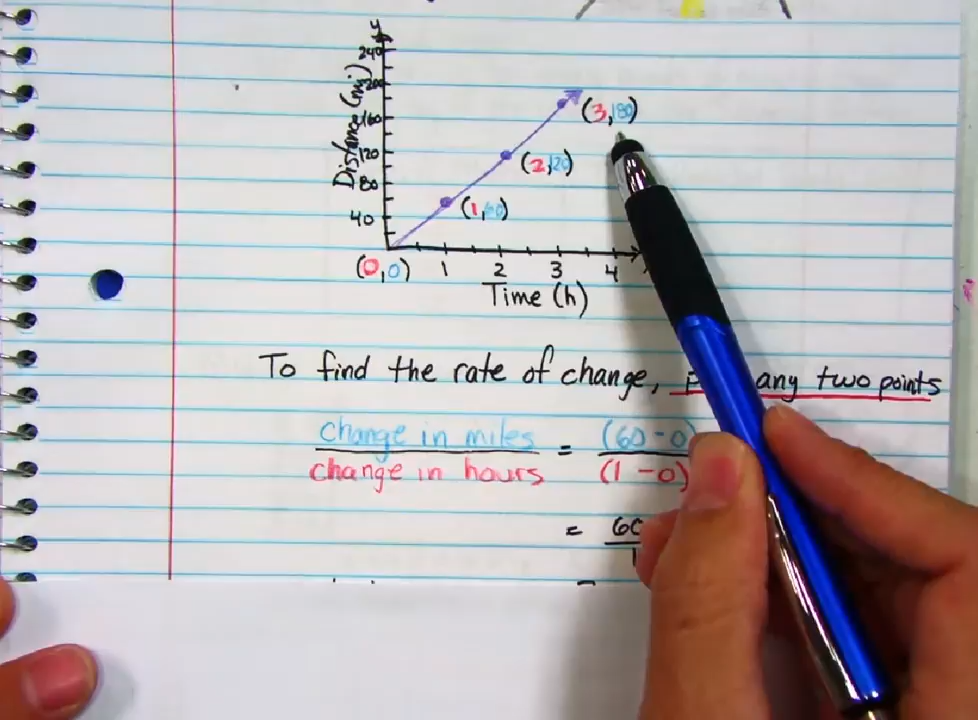 y
240
200
160
120
80
40
Distance (mi)
(3,180)
(2,120)
(1,60)
(0,0) 1 2 3 4
Time (h)
To find the rate of change, any two points
change in miles = (60-0)
change in hours (1-0)
= 60
1
=